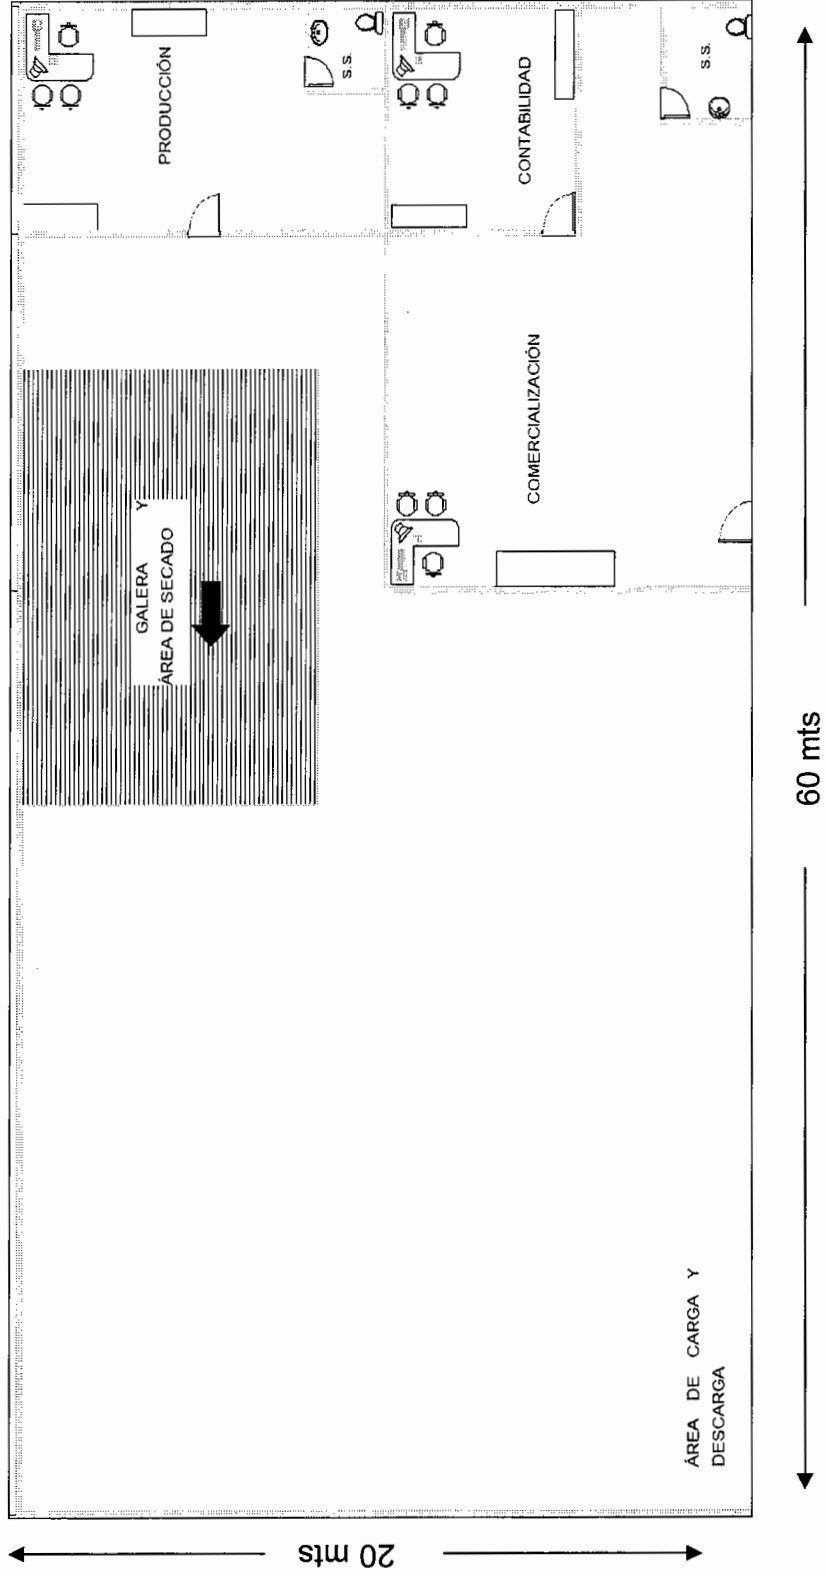 PRODUCCIÓN
S.S.
CONTABILIDAD
S.S.
COMERCIALIZACIÓN
GALERA Y
ÁREA DE SECADO
ÁREA DE CARGA Y
DESCARGA
60 mts
20 mts